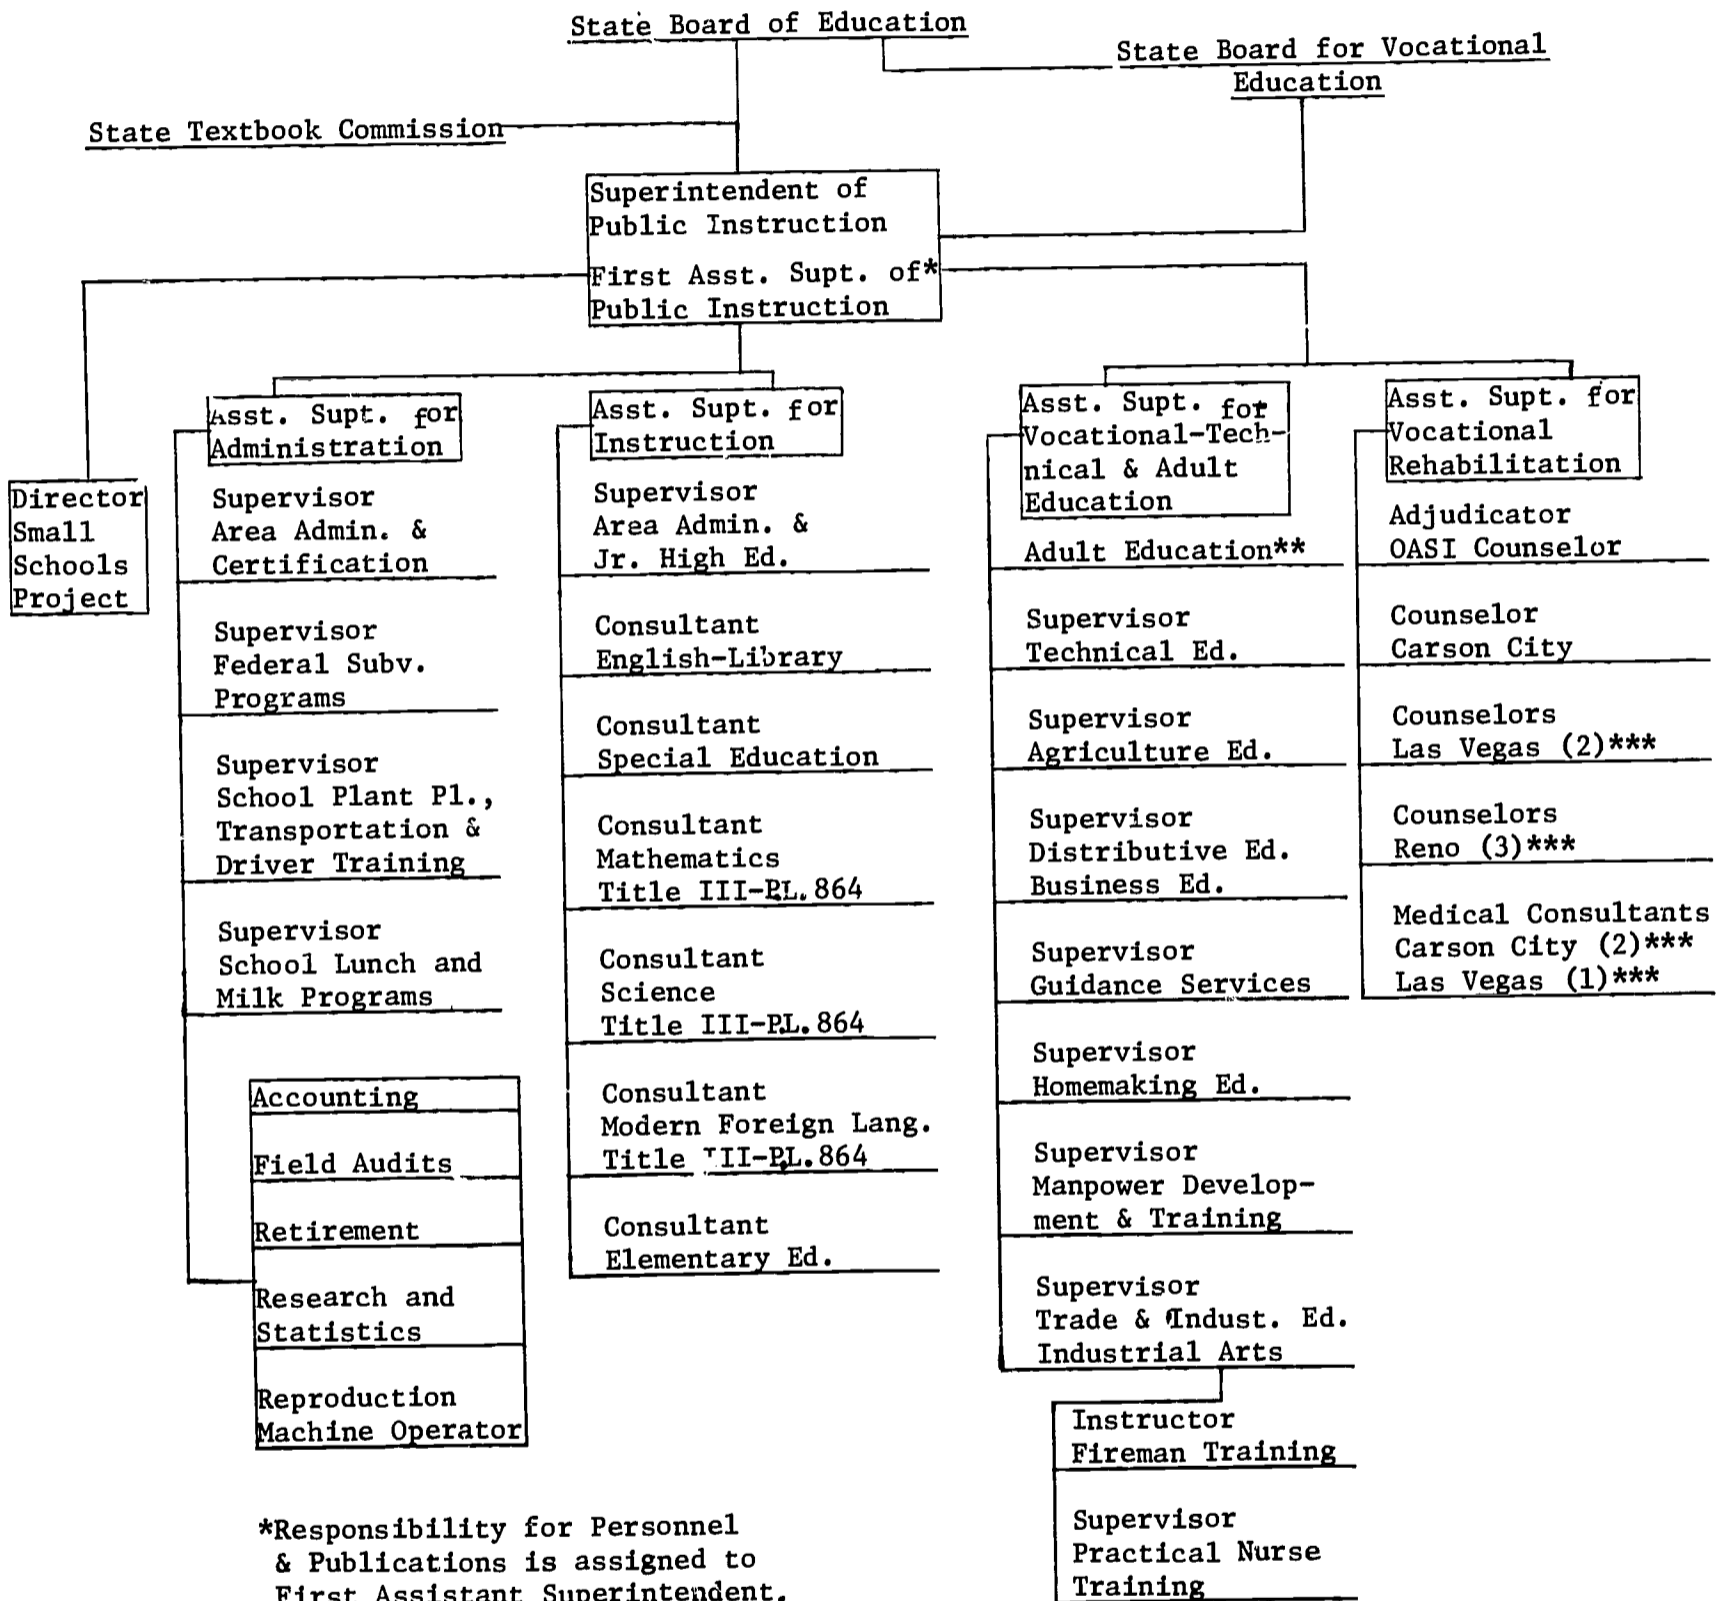 State Board of Education
State Board for Vocational
Education
State Textbook Commission
Superintendent of
Public Instruction
First Asst. Supt. of*
Public Instruction
Director
Small
Schools
Project
Asst. Supt. for
Administration
Supervisor
Area Admin. &
Certification
Supervisor
Federal Subv.
Programs
Supervisor
School Plant Pl.,
Transportation &
Driver Training
Supervisor
School Lunch and
Milk Programs
Accounting
Field Audits
Retirement
Research and
Statistics
Reproduction
Machine Operator
Asst. Supt. for
Instruction
Supervisor
Area Admin. &
Jr. High Ed.
Consultant
English-Library
Consultant
Special Education
Consultant
Mathematics
Title III-P.L. 864
Consultant
Science
Title III-P.L. 864
Consultant
Modern Foreign Lang.
Title III-P.L. 864
Consultant
Elementary Ed.
Asst. Supt. for
Vocational-Tech-
nical & Adult
Education
Adult Education**
Supervisor
Technical Ed.
Supervisor
Agriculture Ed.
Supervisor
Distributive Ed.
Business Ed.
Supervisor
Guidance Services
Supervisor
Homemaking Ed.
Supervisor
Manpower Develop-
ment & Training
Supervisor
Trade & Indust. Ed.
Industrial Arts
Instructor
Fireman Training
Supervisor
Practical Nurse
Training
Asst. Supt. for
Vocational
Rehabilitation
Adjudicator
OASI Counselor
Counselor
Carson City
Counselors
Las Vegas (2)***
Counselors
Reno (3)***
Medical Consultants
Carson City (2)***
Las Vegas (1)***
*Responsibility for Personnel
& Publications is assigned to
First Assistant Superintendent.